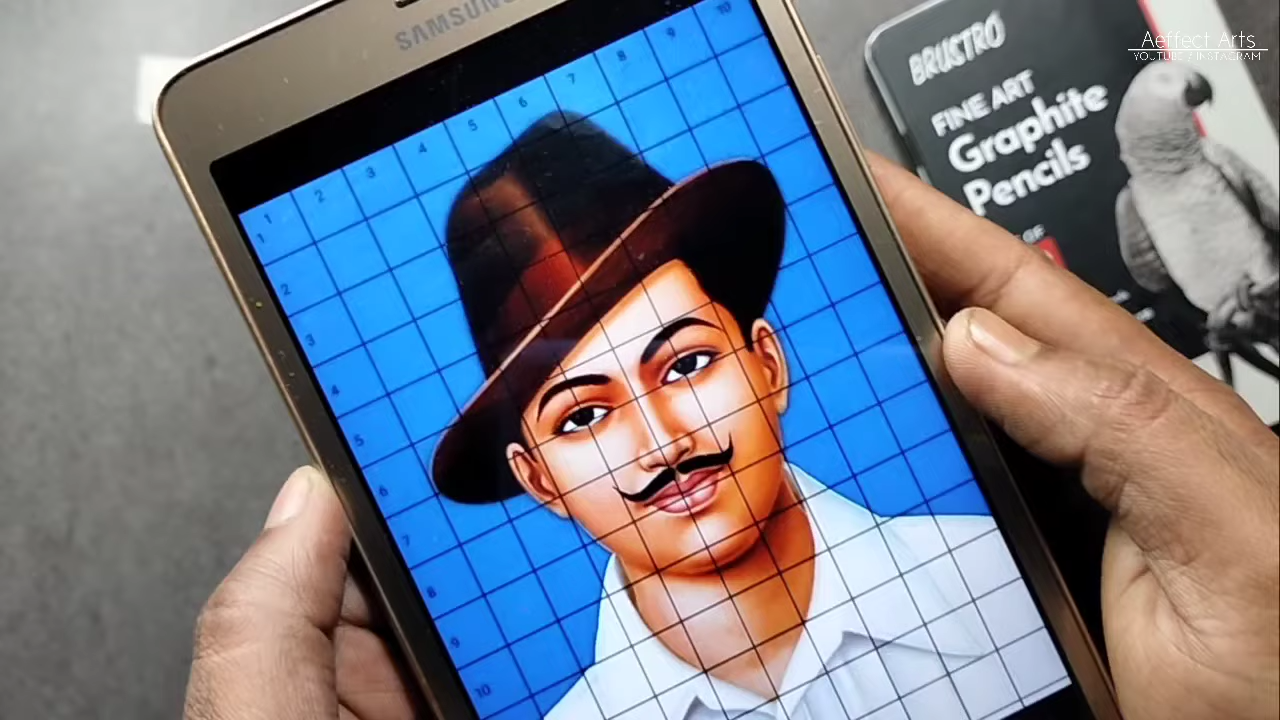 SAMSUNG
BRUSTRO
FINE ART
Graphite
Pencils
OF
Aeffect Arts
YOUTUBE / INSTAGRAM
1 2 3 4 5 6 7 8 9 10
1
2
3
4
5
6
7
8
9
10